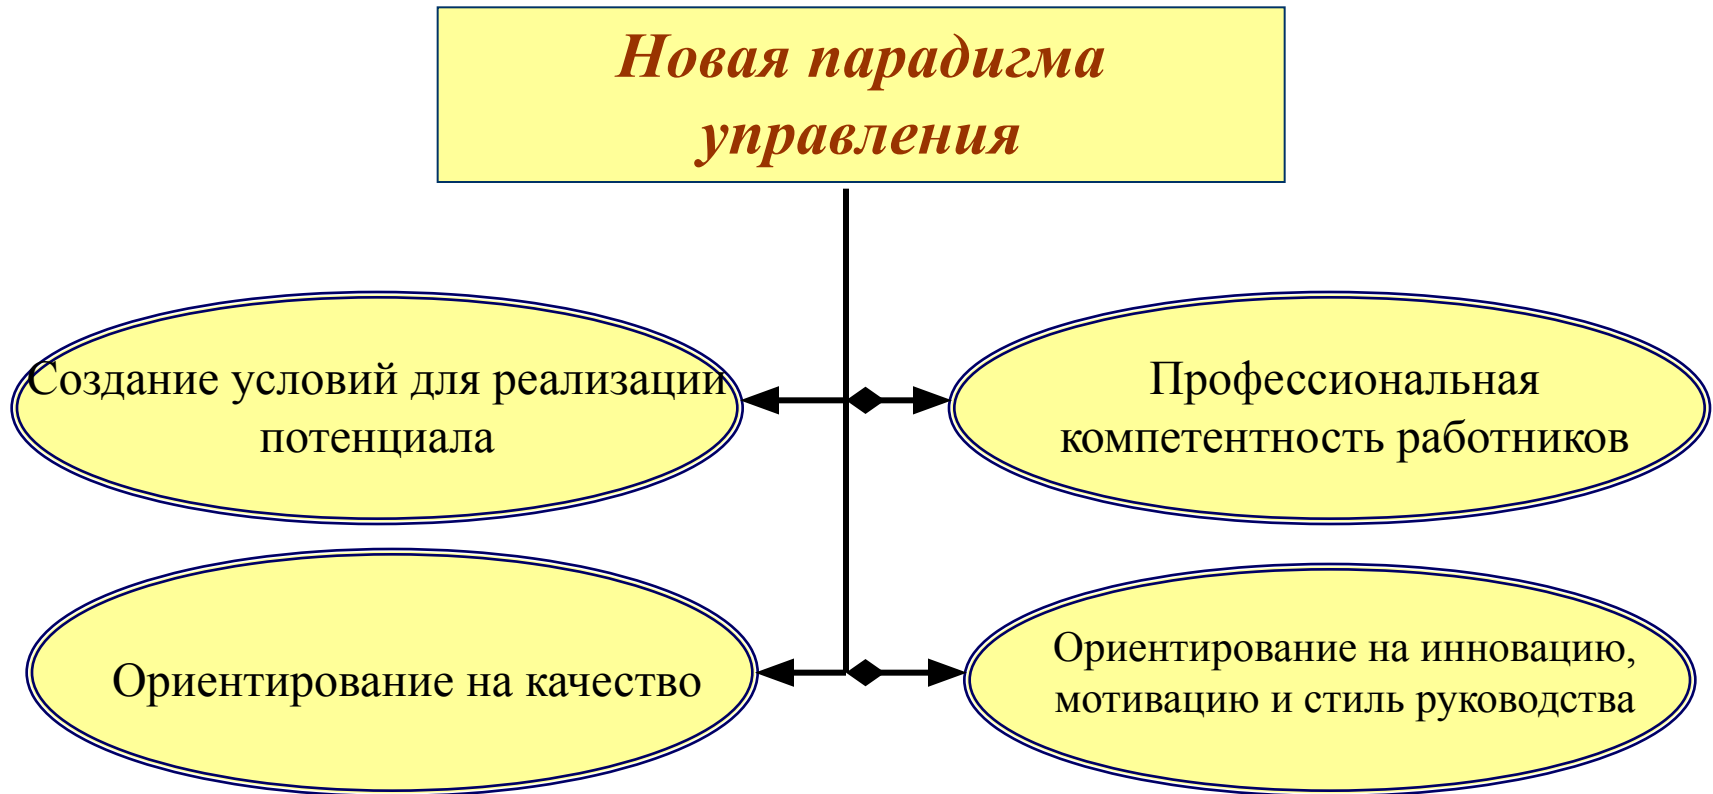 Новая парадигма
управления
Создание условий для реализации
потенциала
Профессиональная
компетентность работников
Ориентирование на качество
Ориентирование на инновацию,
мотивацию и стиль руководства